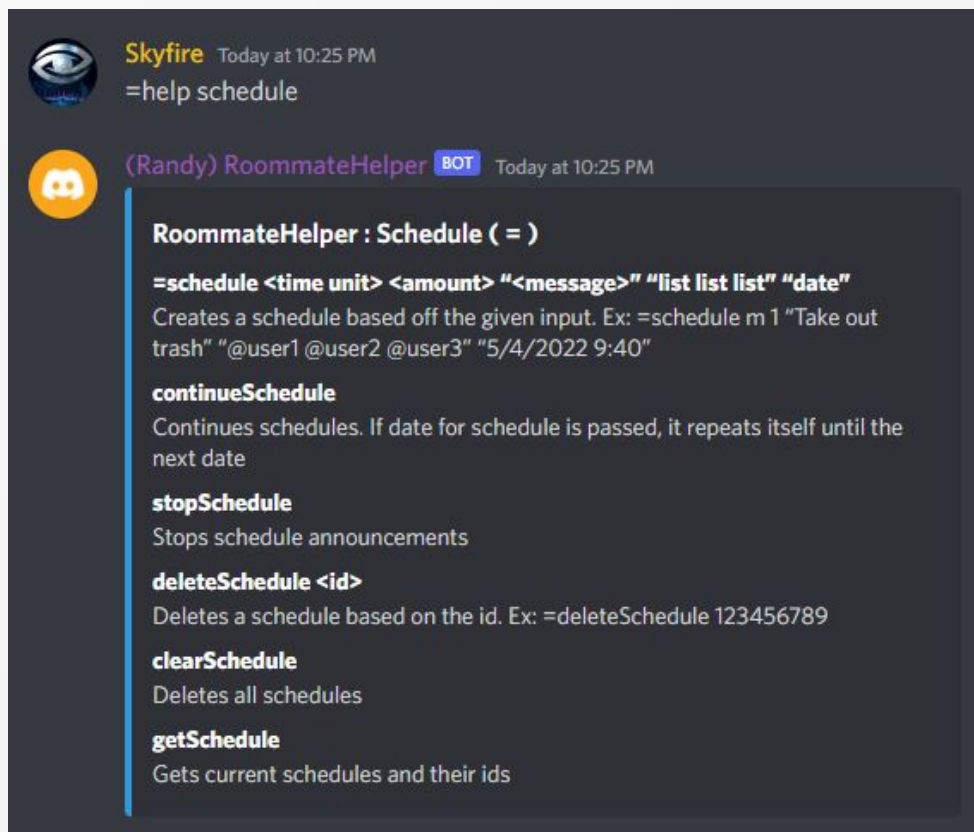 Skyfire Today at 10:25 PM
=help schedule
(Randy) RoommateHelper BOT Today at 10:25 PM
RoommateHelper : Schedule ( = )
=schedule <time unit> <amount> “<message>” “list list list” “date”
Creates a schedule based off the given input. Ex: =schedule m 1 “Take out
trash” “@user1 @user2 @user3” “5/4/2022 9:40”
continueSchedule
Continues schedules. If date for schedule is passed, it repeats itself until the
next date
stopSchedule
Stops schedule announcements
deleteSchedule <id>
Deletes a schedule based on the id. Ex: =deleteSchedule 123456789
clearSchedule
Deletes all schedules
getSchedule
Gets current schedules and their ids